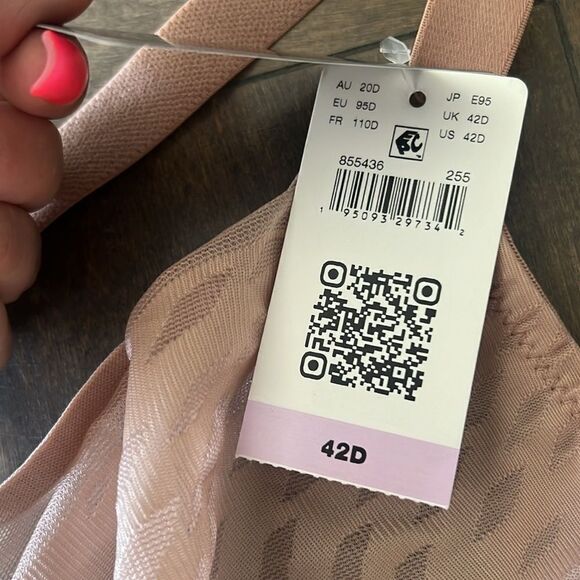 AU 20D JP E95
EU 95D UK 42D
FR 110D US 42D
855436 255
1 95093 29734 2
42D